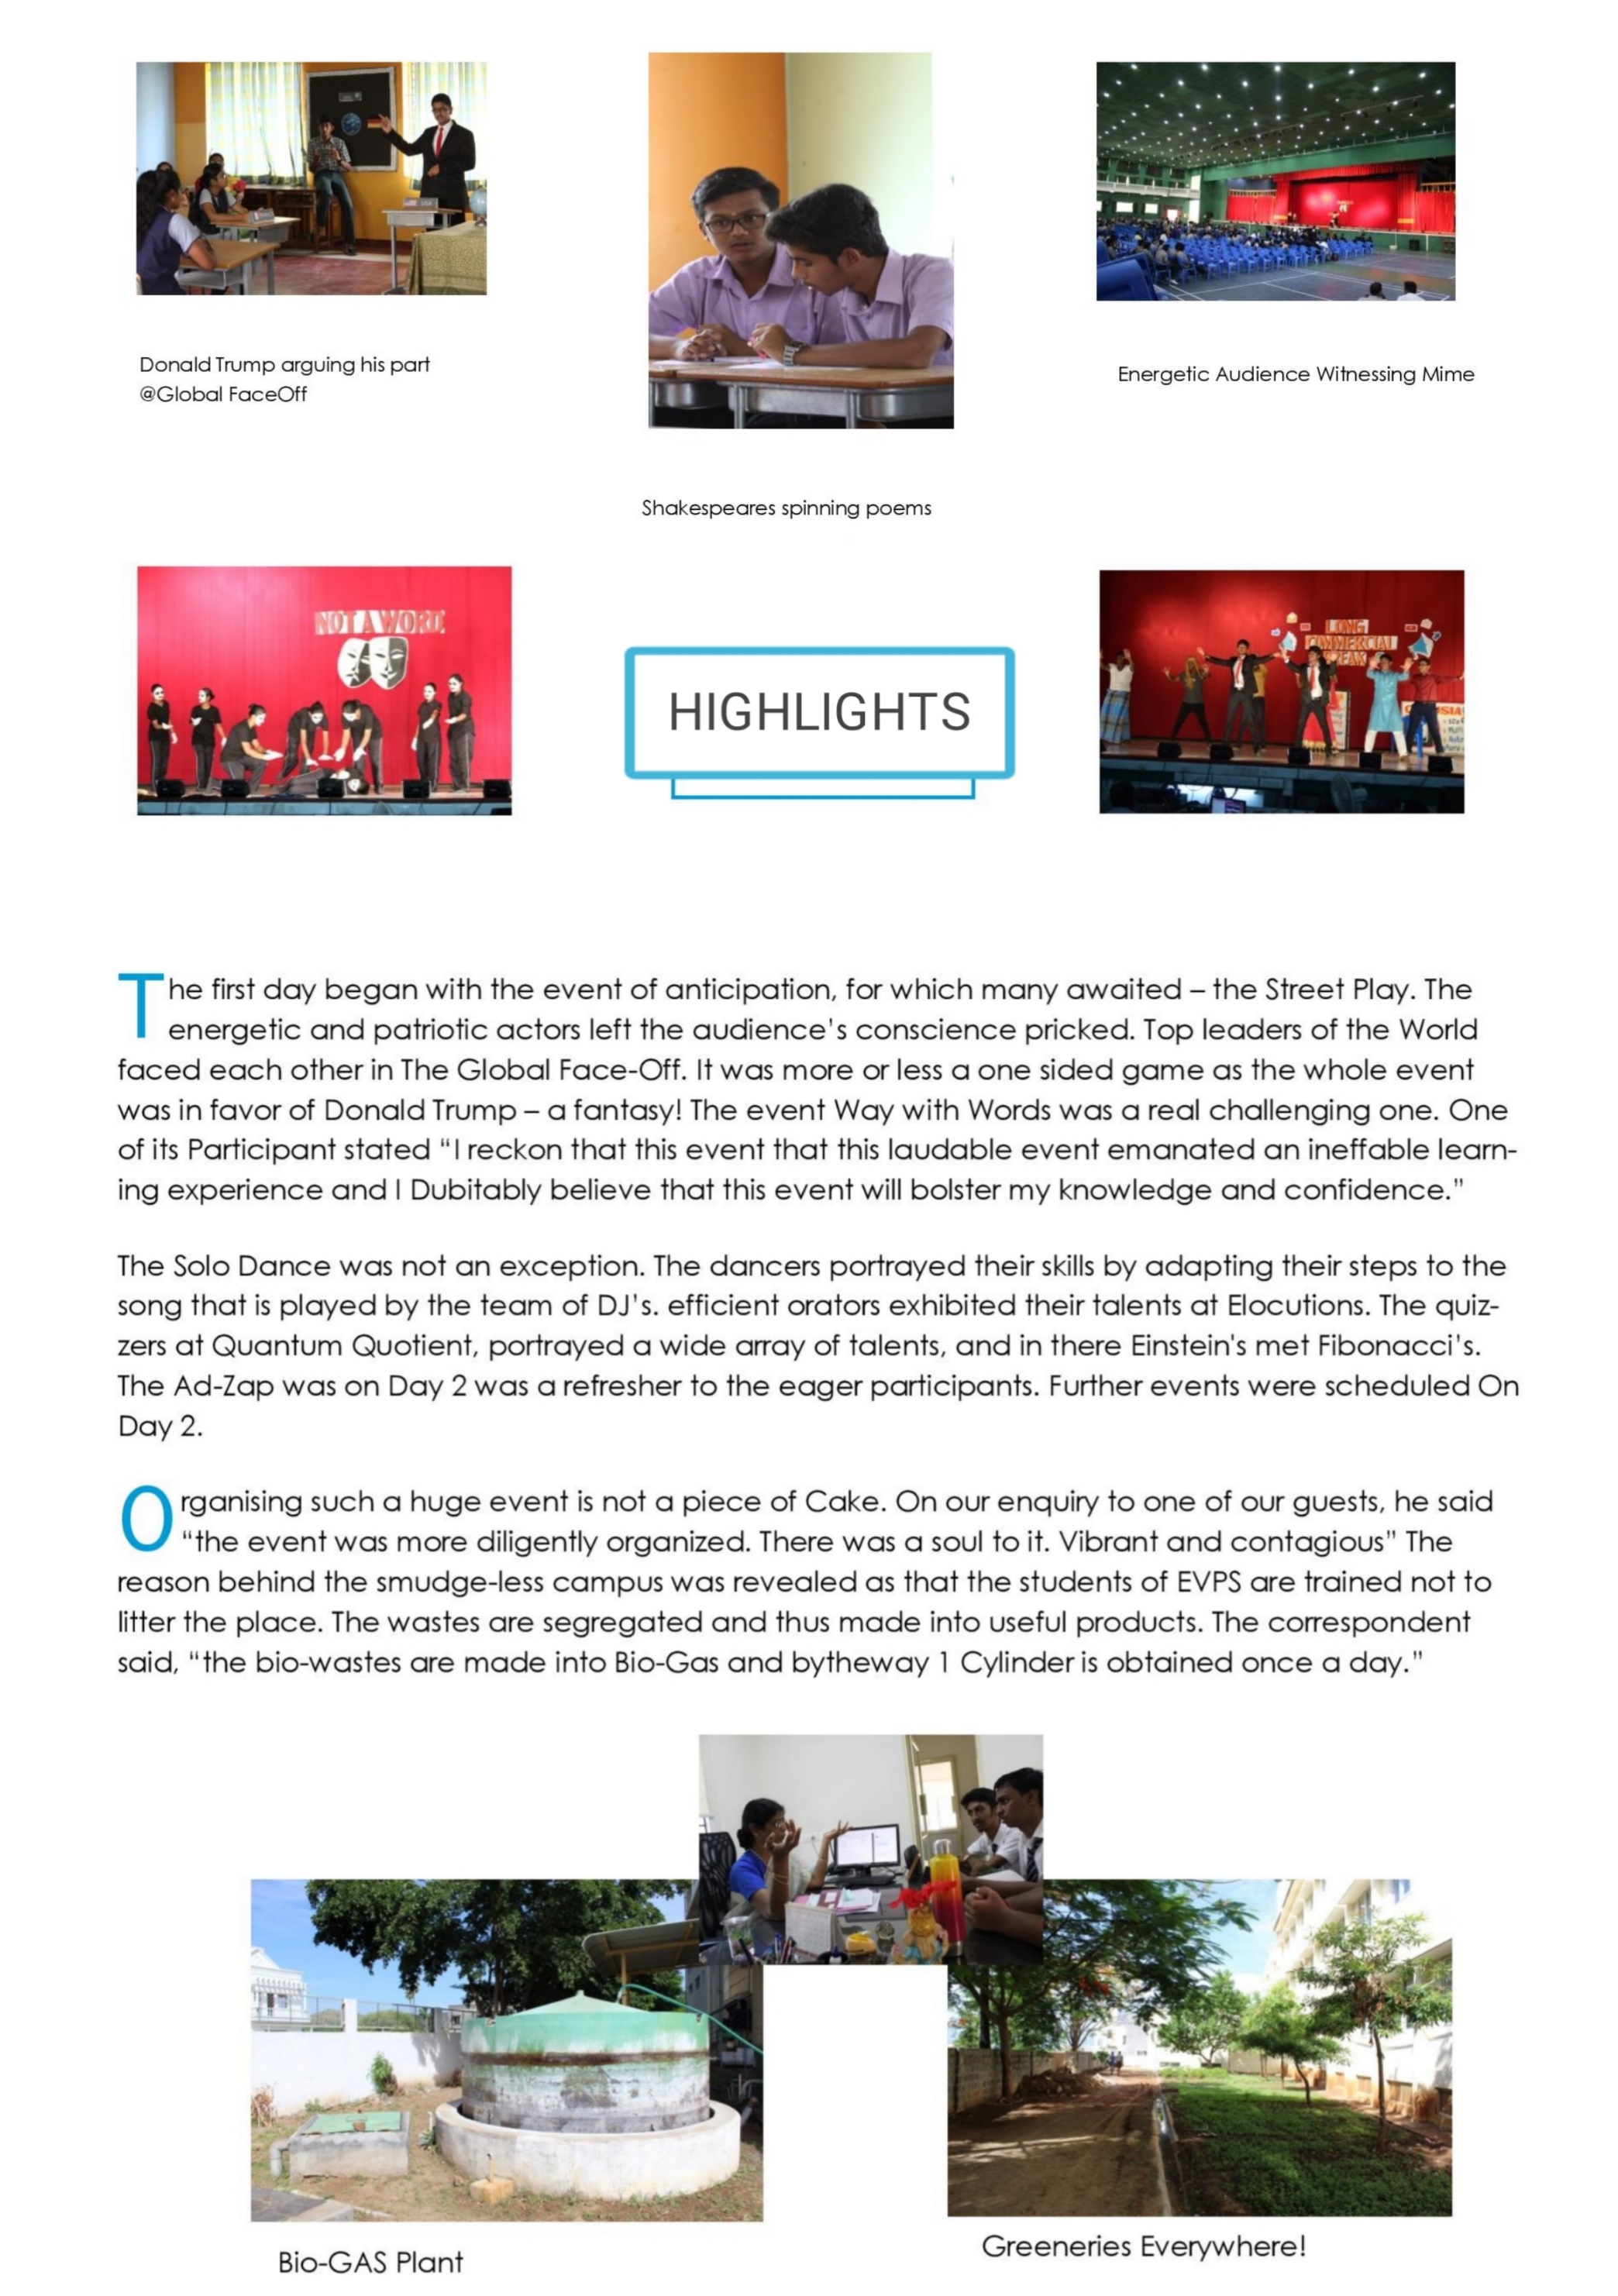 USA
Donald Trump arguing his part
@Global FaceOff
Energetic Audience Witnessing Mime
Shakespeares spinning poems
NOT A WORD
HIGHLIGHTS
LONG
COMMERCIAL
BREAK
The first day began with the event of anticipation, for which many awaited – the Street Play. The
energetic and patriotic actors left the audience's conscience pricked. Top leaders of the World
faced each other in The Global Face-Off. It was more or less a one sided game as the whole event
was in favor of Donald Trump – a fantasy! The event Way with Words was a real challenging one. One
of its Participant stated "I reckon that this event that this laudable event emanated an ineffable learn-
ing experience and I Dubitably believe that this event will bolster my knowledge and confidence."
The Solo Dance was not an exception. The dancers portrayed their skills by adapting their steps to the
song that is played by the team of DJ's. efficient orators exhibited their talents at Elocutions. The quiz-
zers at Quantum Quotient, portrayed a wide array of talents, and in there Einstein's met Fibonacci's.
The Ad-Zap was on Day 2 was a refresher to the eager participants. Further events were scheduled On
Day 2.
Organising such a huge event is not a piece of Cake. On our enquiry to one of our guests, he said
"the event was more diligently organized. There was a soul to it. Vibrant and contagious" The
reason behind the smudge-less campus was revealed as that the students of EVPS are trained not to
litter the place. The wastes are segregated and thus made into useful products. The correspondent
said, "the bio-wastes are made into Bio-Gas and bytheway 1 Cylinder is obtained once a day."
Bio-GAS Plant
Greeneries Everywhere!